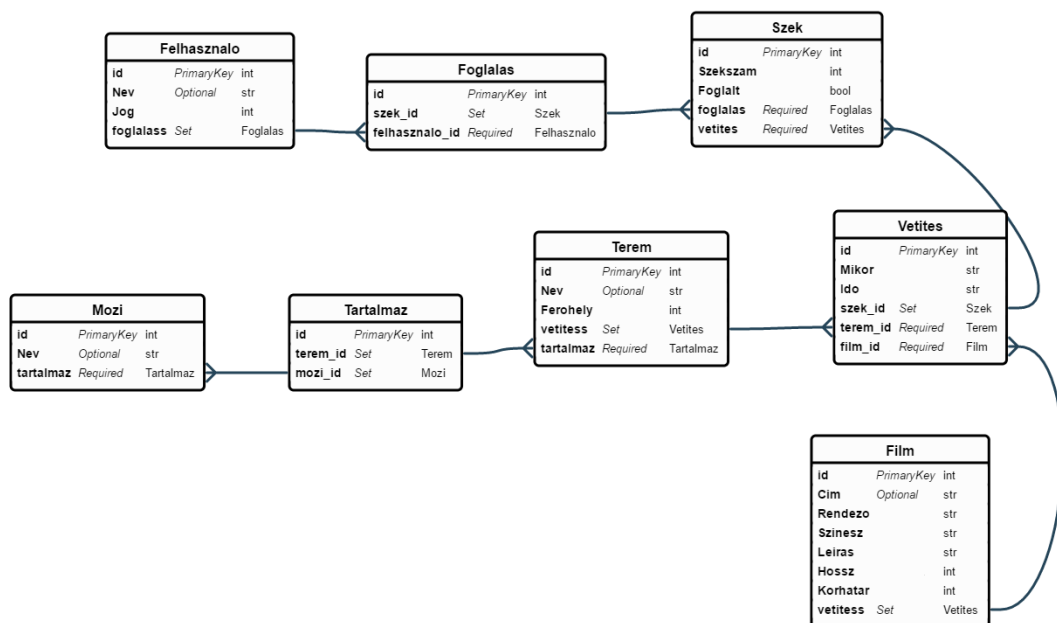 Felhasznalo
id PrimaryKey int
Nev Optional str
Jog int
foglalass Set Foglalas
Foglalas
id PrimaryKey int
szek_id Set Szek
felhasznalo_id Required Felhasznalo
Szek
id PrimaryKey int
Szekszam int
Foglalt bool
foglalas Required Foglalas
vetites Required Vetites
Mozi
id PrimaryKey int
Nev Optional str
tartalmaz Required Tartalmaz
Tartalmaz
id PrimaryKey int
terem_id Set Terem
mozi_id Set Mozi
Terem
id PrimaryKey int
Nev Optional str
Ferohely int
vetitess Set Vetites
tartalmaz Required Tartalmaz
Vetites
id PrimaryKey int
Mikor str
Ido str
szek_id Set Szek
terem_id Required Terem
film_id Required Film
Film
id PrimaryKey int
Cim Optional str
Rendezo str
Szinesz str
Leiras str
Hossz int
Korhatar int
vetitess Set Vetites